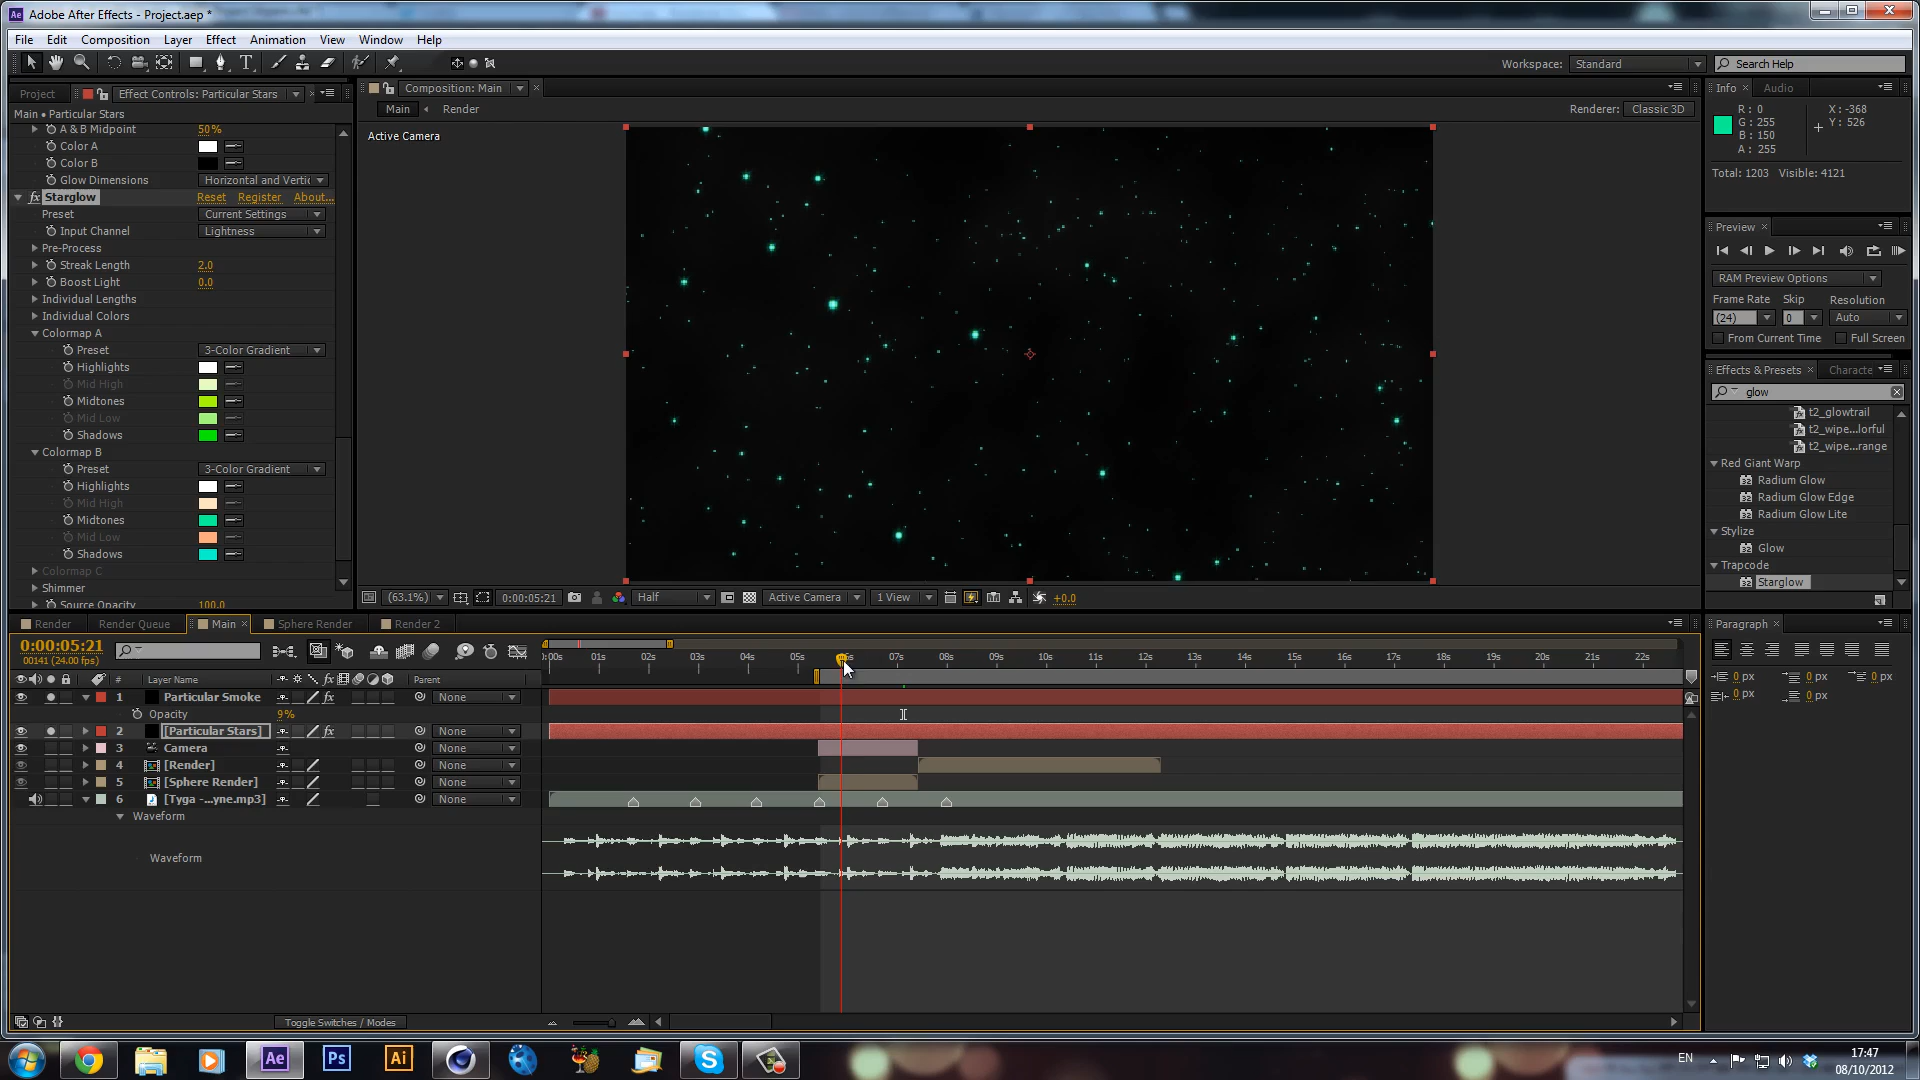 Adobe After Effects - Project.aep *
File Edit Composition Layer Effect Animation View Window Help
Workspace: Standard Search Help
Project Effect Controls: Particular Stars
Main • Particular Stars
A & B Midpoint 50%
Color A
Color B
Glow Dimensions Horizontal and Vertic
fx Starglow Reset Register About...
Preset Current Settings
Input Channel Lightness
Pre-Process
Streak Length 2.0
Boost Light 0.0
Individual Lengths
Individual Colors
Colormap A
Preset 3-Color Gradient
Highlights
Mid High
Midtones
Mid Low
Shadows
Colormap B
Preset 3-Color Gradient
Highlights
Mid High
Midtones
Mid Low
Shadows
Colormap C
Shimmer
Source Opacity 100.0
Composition: Main
Main Render Renderer: Classic 3D
Active Camera
(63.1%) 0:00:05:21 Half Active Camera 1 View +0.0
Info Audio
R: 0 X: -368
G: 255 Y: 526
B: 150
A: 255
Total: 1203 Visible: 4121
Preview
RAM Preview Options
Frame Rate Skip Resolution
(24) 0 Auto
From Current Time Full Screen
Effects & Presets Characte
glow
t2_glowtrail
t2_wipe...lorful
t2_wipe...range
Red Giant Warp
Radium Glow
Radium Glow Edge
Radium Glow Lite
Stylize
Glow
Trapcode
Starglow
Paragraph
0 px 0 px 0 px
0 px 0 px
Render Render Queue Main Sphere Render Render 2
0:00:05:21
00141 (24.00 fps)
:00s 01s 02s 03s 04s 05s 06s 07s 08s 09s 10s 11s 12s 13s 14s 15s 16s 17s 18s 19s 20s 21s 22s
# Layer Name Parent
1 Particular Smoke fx None
Opacity 9%
2 [Particular Stars] fx None
3 Camera None
4 [Render] None
5 [Sphere Render] None
6 [Tyga -...yne.mp3] None
Waveform
Waveform
Toggle Switches / Modes
Ae Ps Ai EN 17:47
08/10/2012